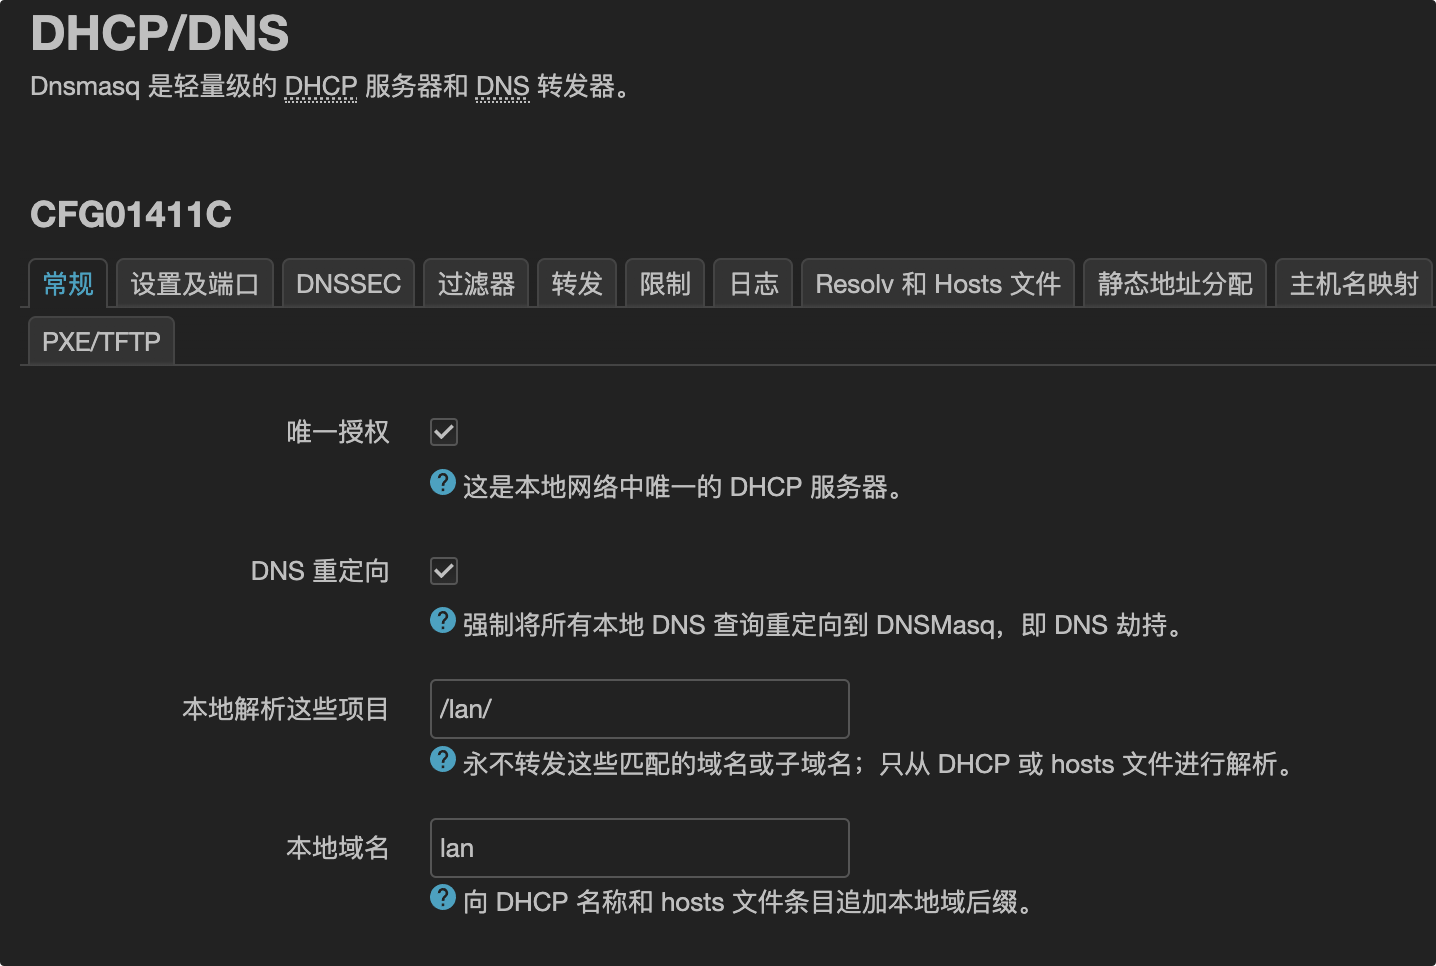 DHCP/DNS
Dnsmasq 是轻量级的 DHCP 服务器和 DNS 转发器。
CFG01411C
常规 设置及端口 DNSSEC 过滤器 转发 限制 日志 Resolv 和 Hosts 文件 静态地址分配 主机名映射
PXE/TFTP
唯一授权
这是本地网络中唯一的 DHCP 服务器。
DNS 重定向
强制将所有本地 DNS 查询重定向到 DNSMasq，即 DNS 劫持。
本地解析这些项目 /lan/
永不转发这些匹配的域名或子域名；只从 DHCP 或 hosts 文件进行解析。
本地域名 lan
向 DHCP 名称和 hosts 文件条目追加本地域后缀。